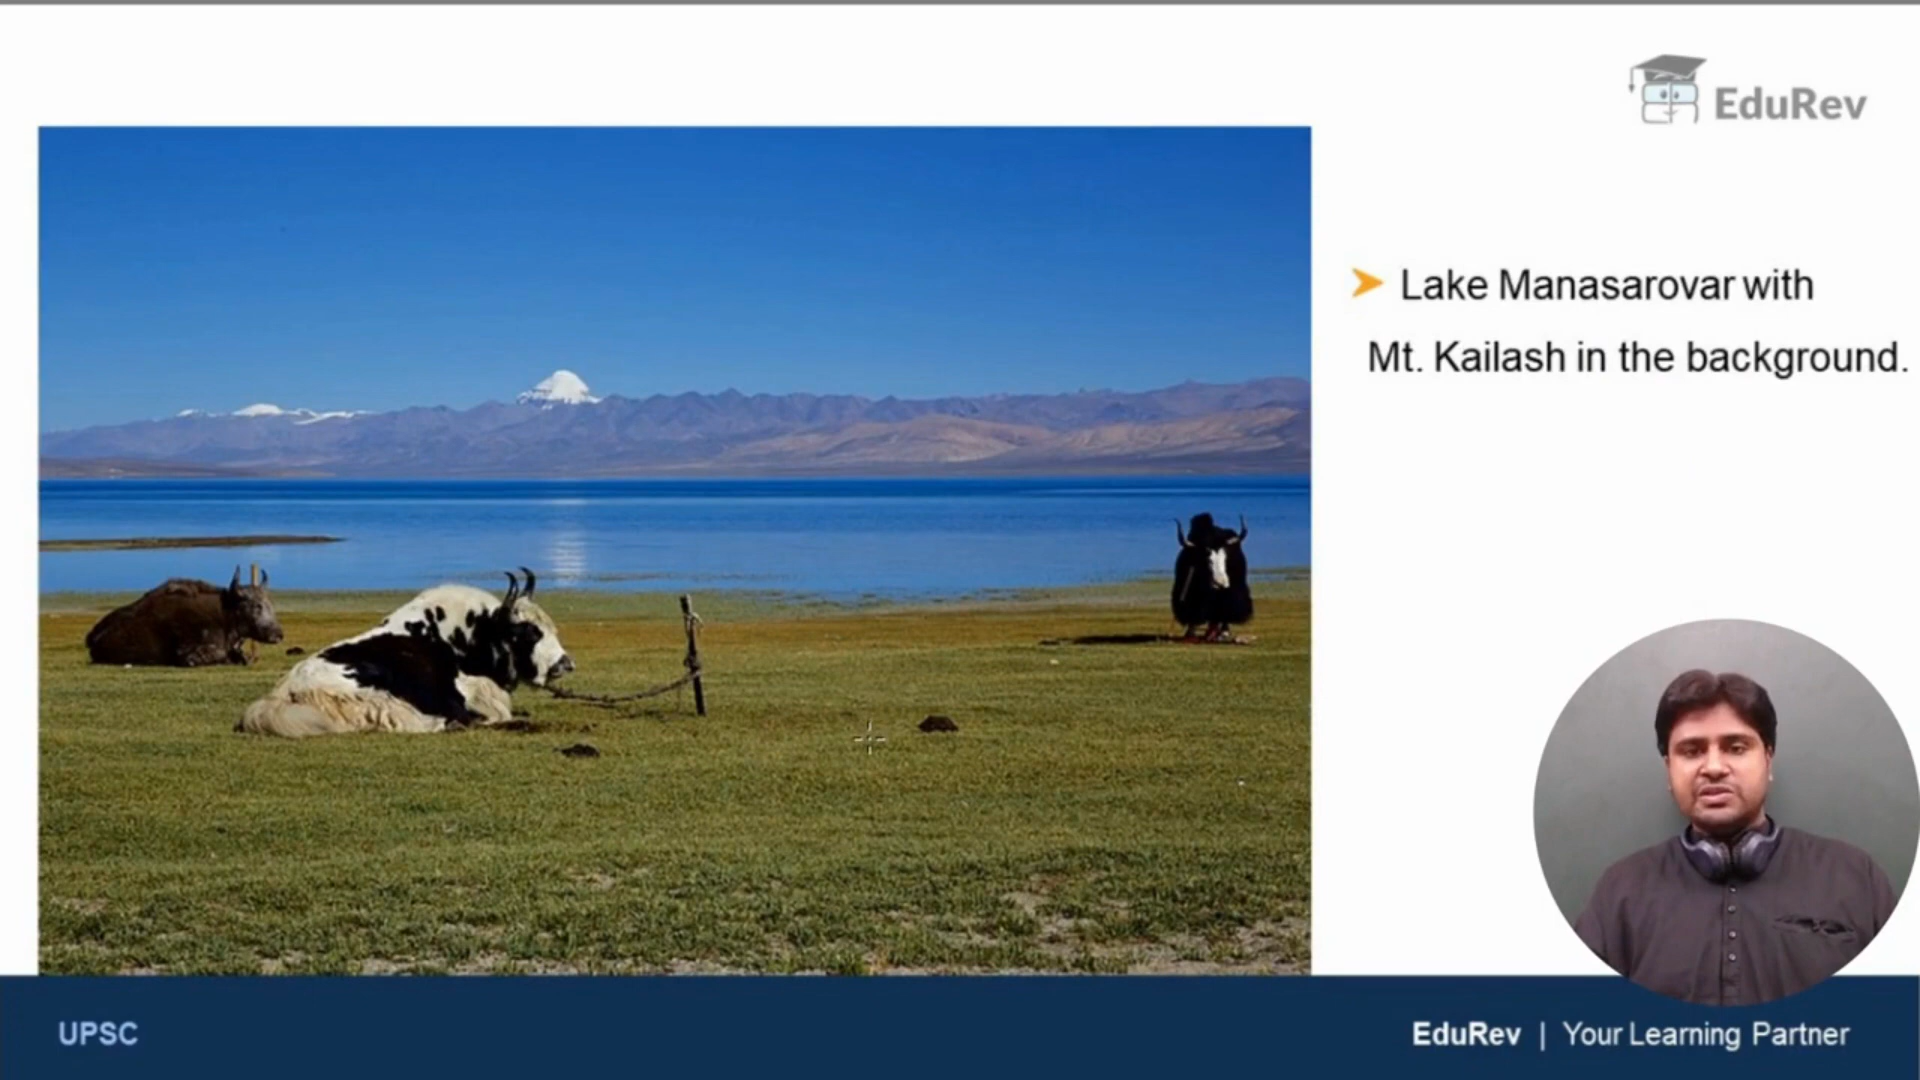 EduRev
➤ Lake Manasarovar with
Mt. Kailash in the background.
UPSC
EduRev | Your Learning Partner